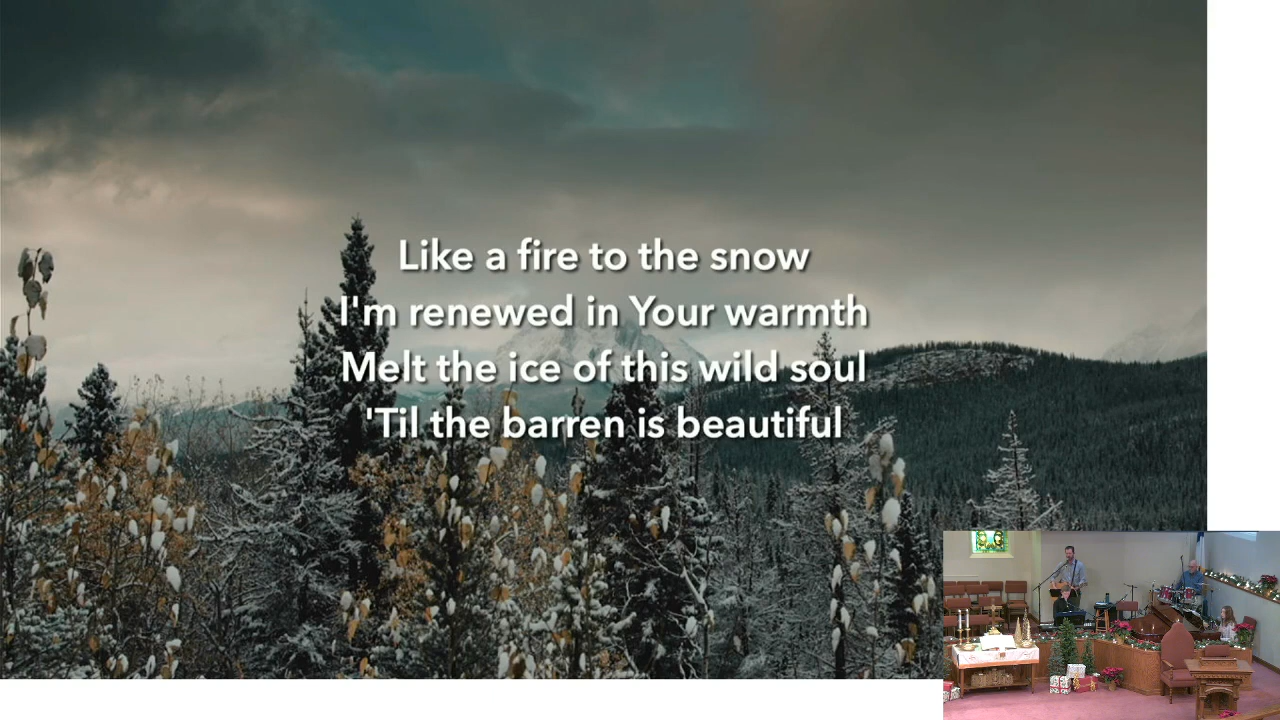 Like a fire to the snow
I'm renewed in Your warmth
Melt the ice of this wild soul
'Til the barren is beautiful